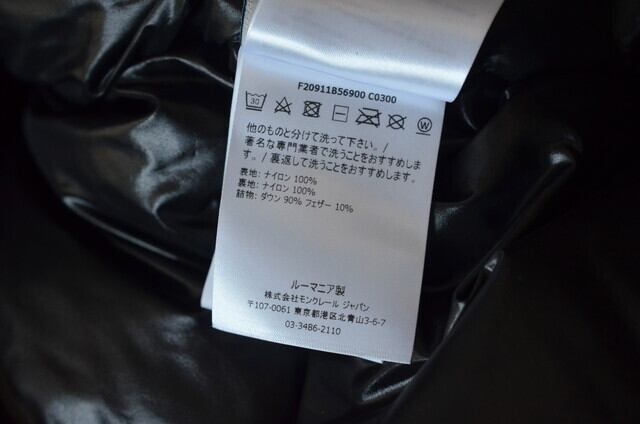 F20911B56900 C0300
30
W
他のものと分けて洗って下さい。/
著名な専門業者で洗うことをおすすめしま
す。/ 裏返して洗うことをおすすめします。
表地: ナイロン 100%
裏地: ナイロン 100%
詰物: ダウン 90% フェザー 10%
ルーマニア製
株式会社モンクレール ジャパン
〒107-0061 東京都港区北青山3-6-7
03-3486-2110